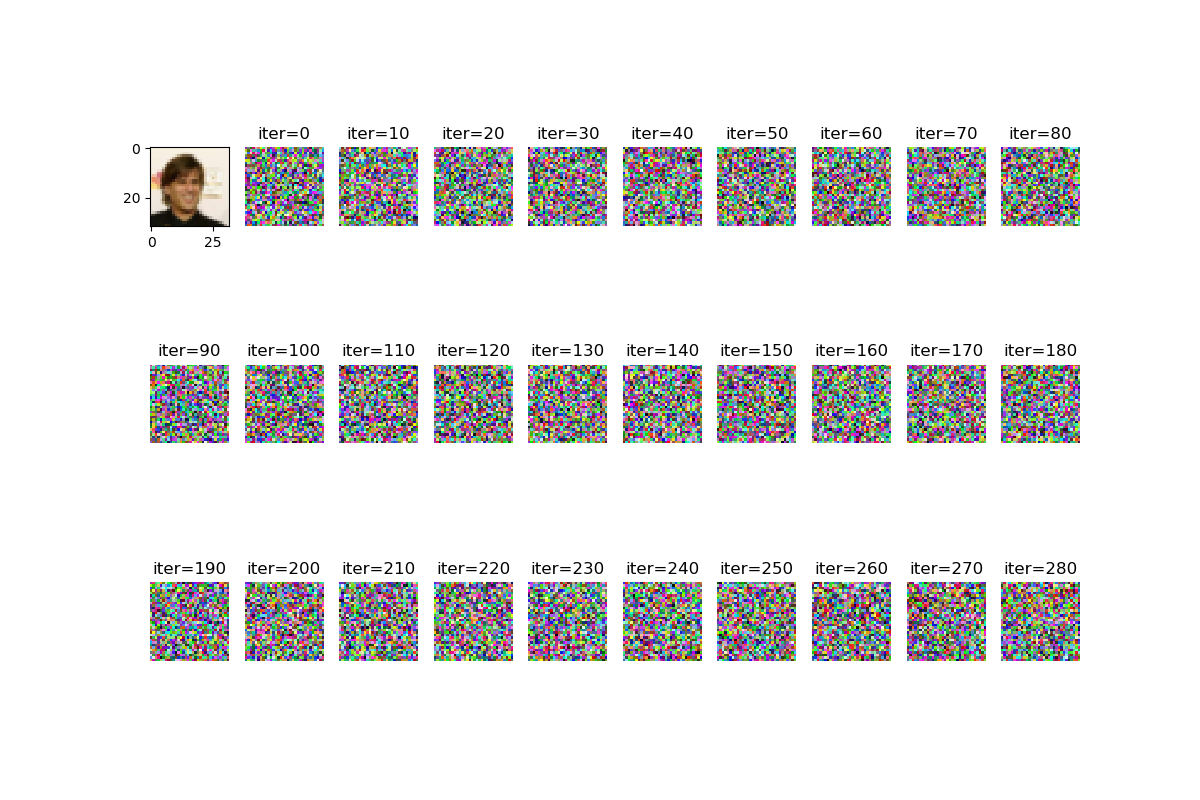 iter=0 iter=10 iter=20 iter=30 iter=40 iter=50 iter=60 iter=70 iter=80
0
20
0 25
iter=90 iter=100 iter=110 iter=120 iter=130 iter=140 iter=150 iter=160 iter=170 iter=180
iter=190 iter=200 iter=210 iter=220 iter=230 iter=240 iter=250 iter=260 iter=270 iter=280